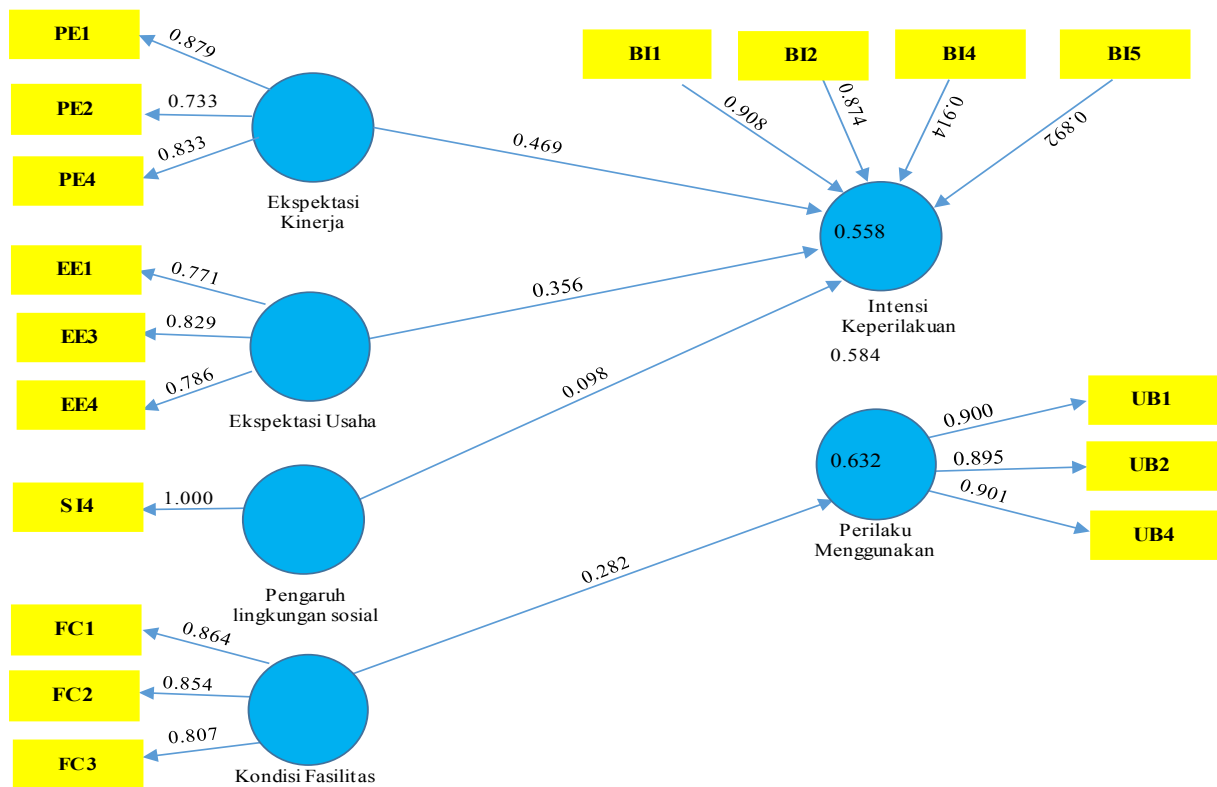 PE1
0.879
PE2
0.733
PE4
0.833
Ekspektasi
Kinerja
0.469
BI1
BI2
BI4
BI5
0.908
0.874
0.914
0.892
0.558
Intensi
Keperilakuan
0.584
EE1
0.771
EE3
0.829
EE4
0.786
Ekspektasi Usaha
0.356
SI4
1.000
0.098
Pengaruh
lingkungan sosial
0.632
Perilaku
Menggunakan
0.900
UB1
0.895
UB2
0.901
UB4
FC1
0.864
FC2
0.854
FC3
0.807
Kondisi Fasilitas
0.282